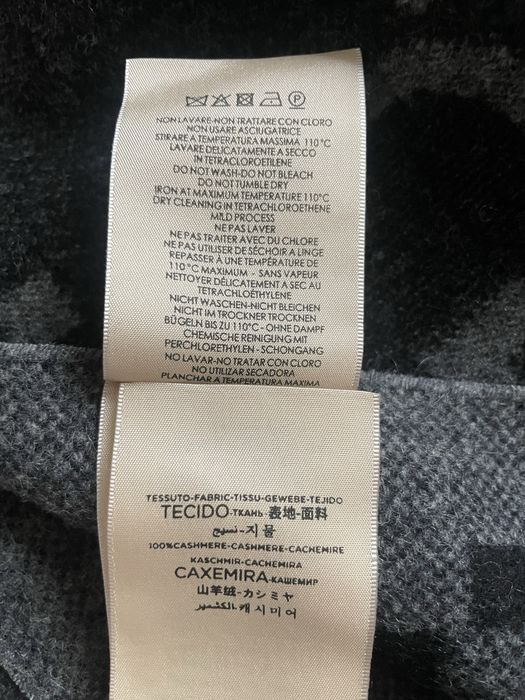 NON LAVARE-NON TRATTARE CON CLORO
NON USARE ASCIUGATRICE
STIRARE A TEMPERATURA MASSIMA 110°C
LAVARE DELICATAMENTE A SECCO
IN TETRACLOROETILENE
DO NOT WASH-DO NOT BLEACH
DO NOT TUMBLE DRY
IRON AT MAXIMUM TEMPERATURE 110°C
DRY CLEANING IN TETRACHLOROETHENE
MILD PROCESS
NE PAS LAVER
NE PAS TRAITER AVEC DU CHLORE
NE PAS UTILISER DE SÉCHOIR A LINGE
REPASSER À UNE TEMPÉRATURE DE
110°C MAXIMUM - SANS VAPEUR
NETTOYER DÉLICATEMENT A SEC AU
TETRACHLOÉTHYLENE
NICHT WASCHEN-NICHT BLEICHEN
NICHT IM TROCKNER TROCKNEN
BÜGELN BIS ZU 110°C - OHNE DAMPF
CHEMISCHE REINIGUNG MIT
PERCHLORETHYLEN - SCHONGANG
NO LAVAR-NO TRATAR CON CLORO
NO UTILIZAR SECADORA
PLANCHAR A TEMPERATURA MAXIMA
TESSUTO-FABRIC-TISSU-GEWEBE-TEJIDO
TECIDO-ТКАНЬ-表地-面料
نسيج-지물
100%CASHMERE-CASHMERE-CACHEMIRE
KASCHMIR-CACHEMIRA
CAXEMIRA-КАШЕМИР
山羊绒-カシミヤ
الكشمير-캐시미어